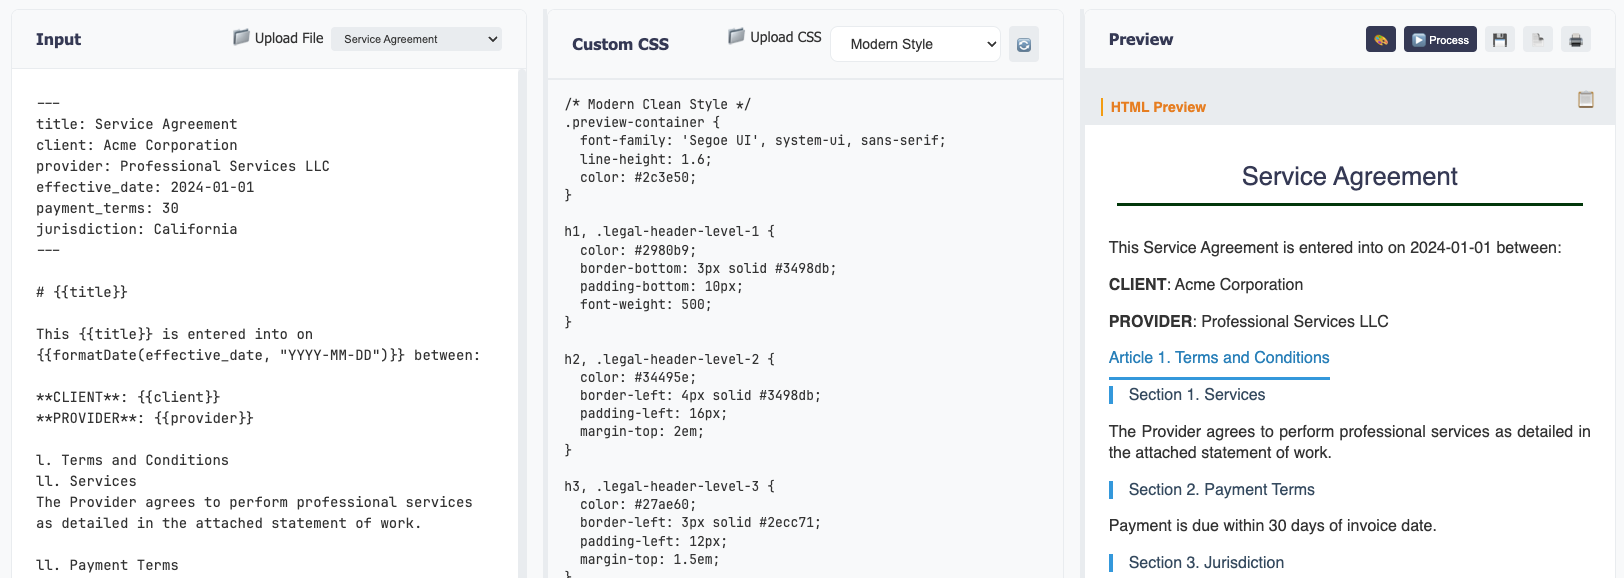 Input
Upload File
Service Agreement
---
title: Service Agreement
client: Acme Corporation
provider: Professional Services LLC
effective_date: 2024-01-01
payment_terms: 30
jurisdiction: California
---
# {{title}}
This {{title}} is entered into on
{{formatDate(effective_date, "YYYY-MM-DD")}} between:
**CLIENT**: {{client}}
**PROVIDER**: {{provider}}
l. Terms and Conditions
ll. Services
The Provider agrees to perform professional services
as detailed in the attached statement of work.
ll. Payment Terms
Custom CSS
Upload CSS
Modern Style
/* Modern Clean Style */
.preview-container {
  font-family: 'Segoe UI', system-ui, sans-serif;
  line-height: 1.6;
  color: #2c3e50;
}
h1, .legal-header-level-1 {
  color: #2980b9;
  border-bottom: 3px solid #3498db;
  padding-bottom: 10px;
  font-weight: 500;
}
h2, .legal-header-level-2 {
  color: #34495e;
  border-left: 4px solid #3498db;
  padding-left: 16px;
  margin-top: 2em;
}
h3, .legal-header-level-3 {
  color: #27ae60;
  border-left: 3px solid #2ecc71;
  padding-left: 12px;
  margin-top: 1.5em;
}
Preview
Process
HTML Preview
Service Agreement
This Service Agreement is entered into on 2024-01-01 between:
CLIENT: Acme Corporation
PROVIDER: Professional Services LLC
Article 1. Terms and Conditions
Section 1. Services
The Provider agrees to perform professional services as detailed in
the attached statement of work.
Section 2. Payment Terms
Payment is due within 30 days of invoice date.
Section 3. Jurisdiction